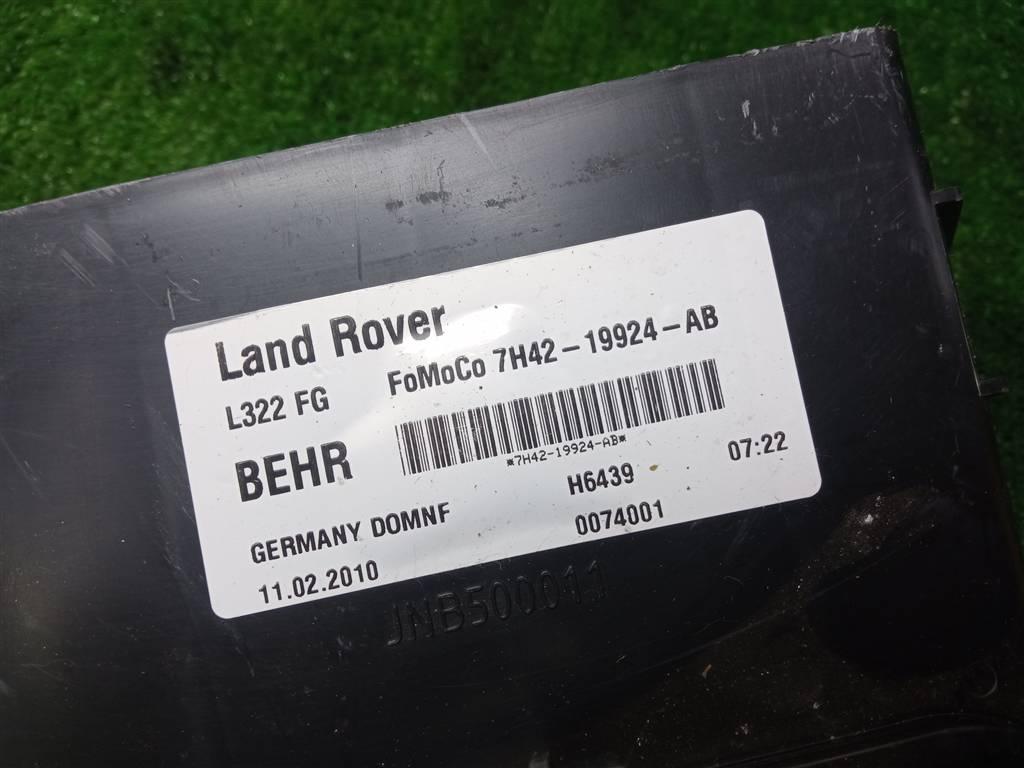 Land Rover
L322 FG FoMoCo 7H42-19924-AB
*7H42-19924-AB*
BEHR H6439 07:22
GERMANY DOMNF 0074001
11.02.2010
JNB500011